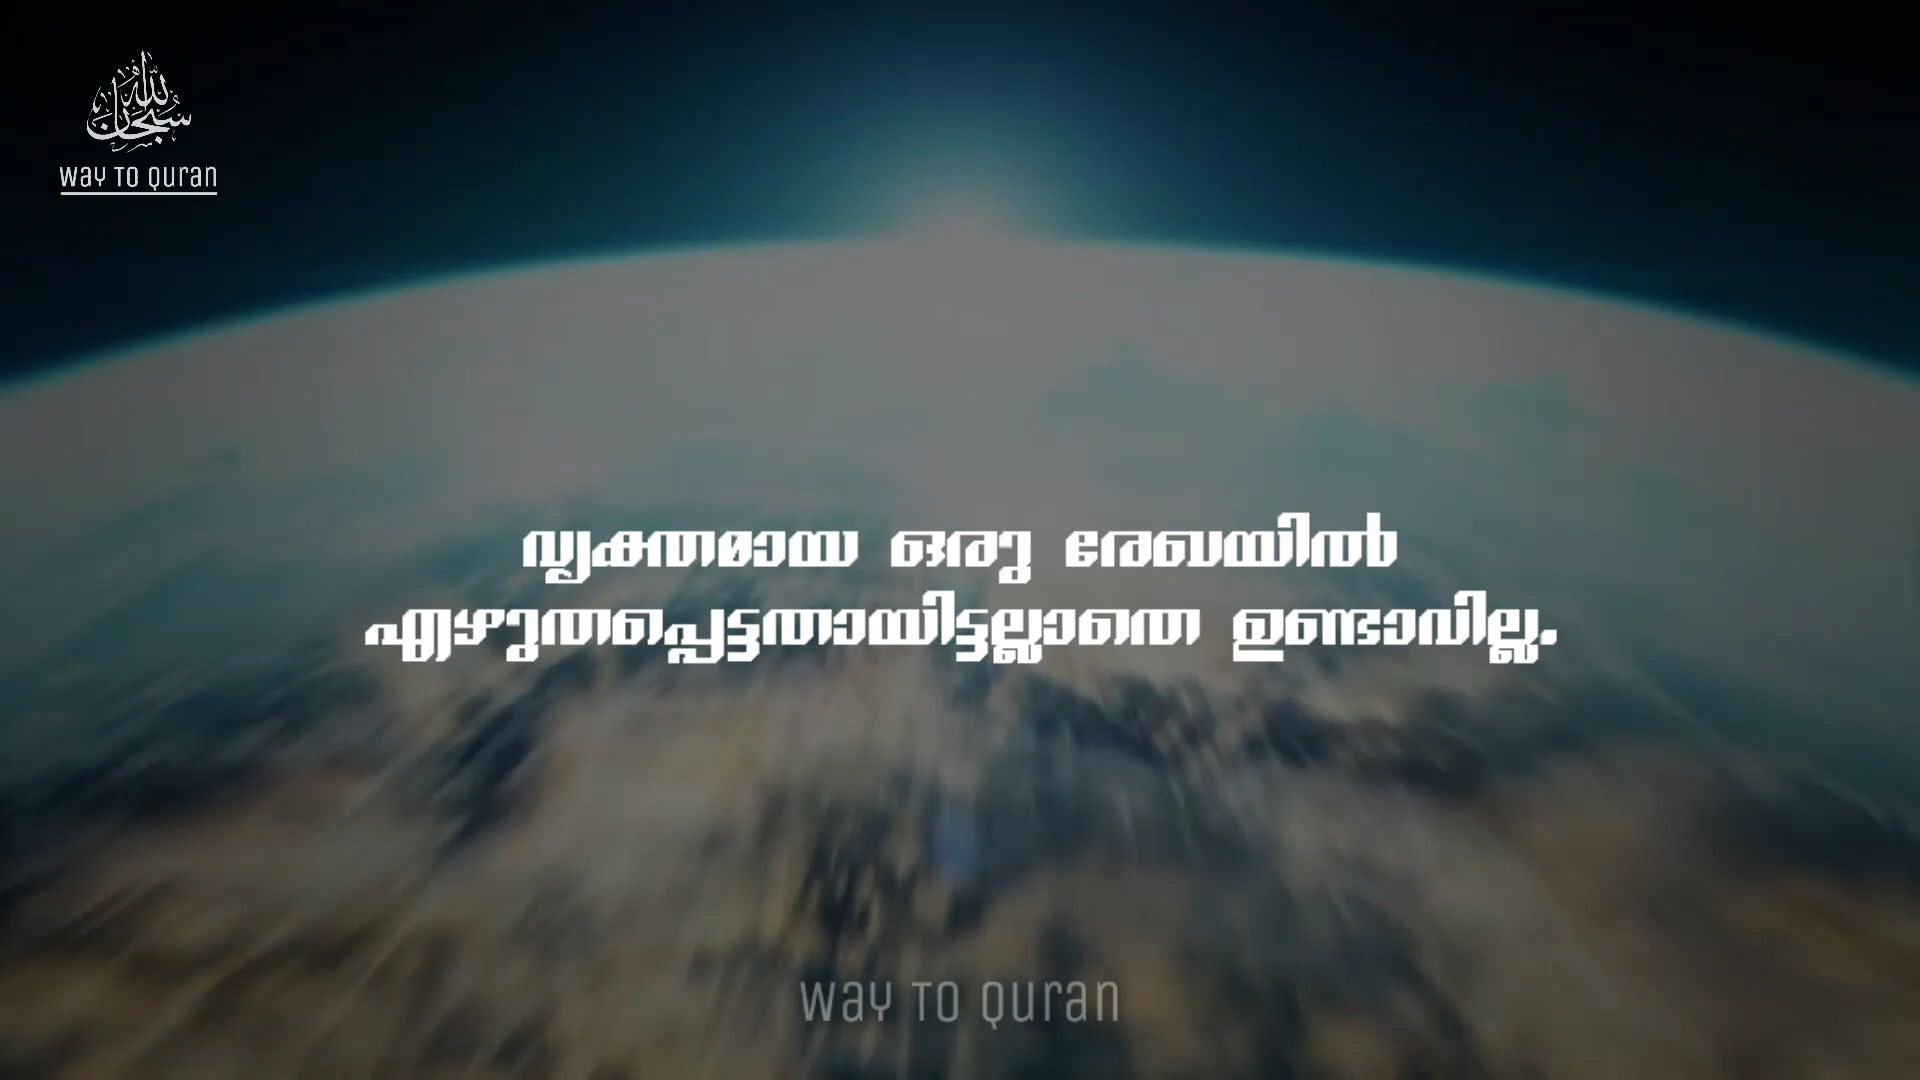 سبحان الله
way to quran
വ്യക്തമായ ഒരു രേഖയിൽ
എഴുതപ്പെട്ടതായിട്ടല്ലാതെ ഉണ്ടാവില്ല.
way to quran